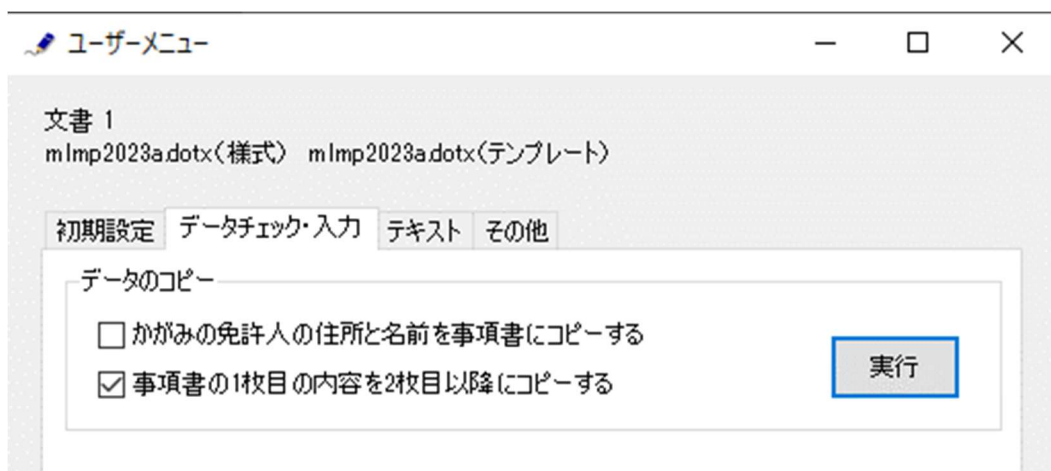 ユーザーメニュー
文書 1
mlmp2023a.dotx(様式) mlmp2023a.dotx(テンプレート)
初期設定 データチェック・入力 テキスト その他
データのコピー
かがみの免許人の住所と名前を事項書にコピーする
事項書の1枚目の内容を2枚目以降にコピーする
実行